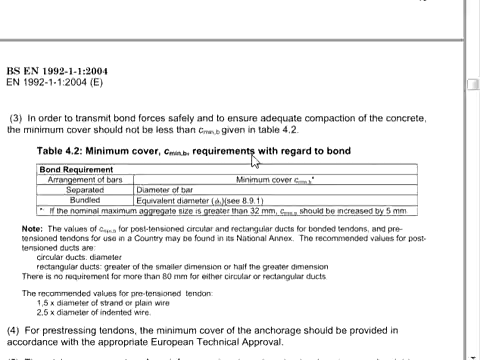 BS EN 1992-1-1:2004
EN 1992-1-1:2004 (E)
(3) In order to transmit bond forces safely and to ensure adequate compaction of the concrete,
the minimum cover should not be less than cmin,b given in table 4.2.
Table 4.2: Minimum cover, cmin,b, requirements with regard to bond
Bond Requirement
Arrangement of bars Minimum cover cmin,b*
Separated Diameter of bar
Bundled Equivalent diameter (ϕn)(see 8.9.1)
* If the nominal maximum aggregate size is greater than 32 mm, cmin,b should be increased by 5 mm
Note: The values of cmin,b for post-tensioned circular and rectangular ducts for bonded tendons, and pre-
tensioned tendons for use in a Country may be found in its National Annex. The recommended values for post-
tensioned ducts are:
circular ducts: diameter
rectangular ducts: greater of the smaller dimension or half the greater dimension
There is no requirement for more than 80 mm for either circular or rectangular ducts.
The recommended values for pre-tensioned tendon:
1,5 x diameter of strand or plain wire
2,5 x diameter of indented wire.
(4) For prestressing tendons, the minimum cover of the anchorage should be provided in
accordance with the appropriate European Technical Approval.